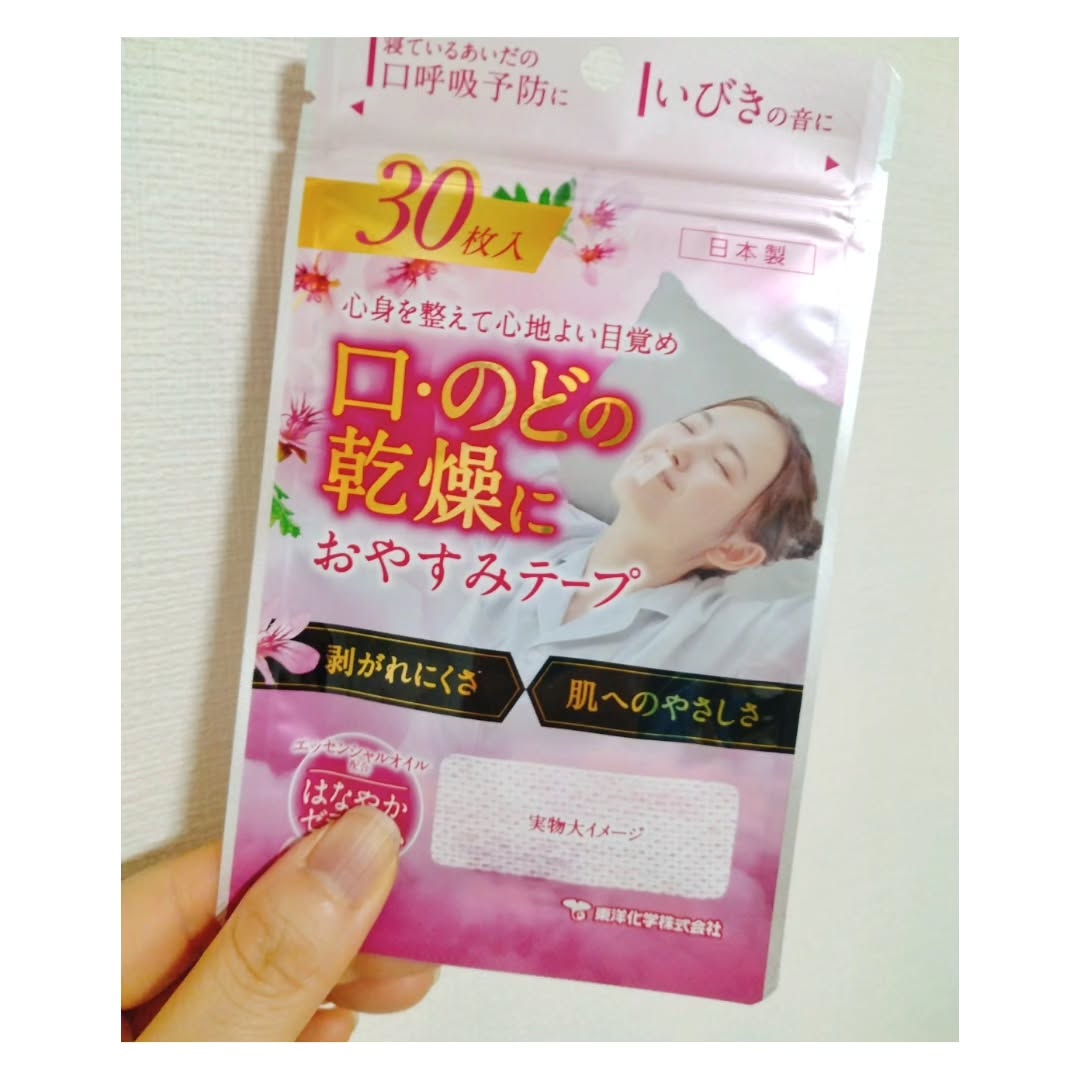 寝ているあいだの
口呼吸予防に
いびきの音に
30枚入
日本製
心身を整えて心地よい目覚め
口・のどの
乾燥に
おやすみテープ
剥がれにくさ
肌へのやさしさ
エッセンシャルオイル
配合
はなやか
実物大イメージ
東洋化学株式会社